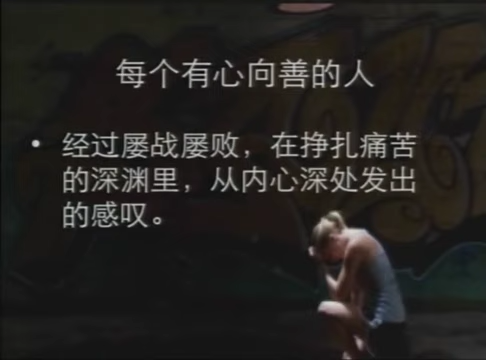 每个有心向善的人
• 经过屡战屡败，在挣扎痛苦
的深渊里，从内心深处发出
的感叹。